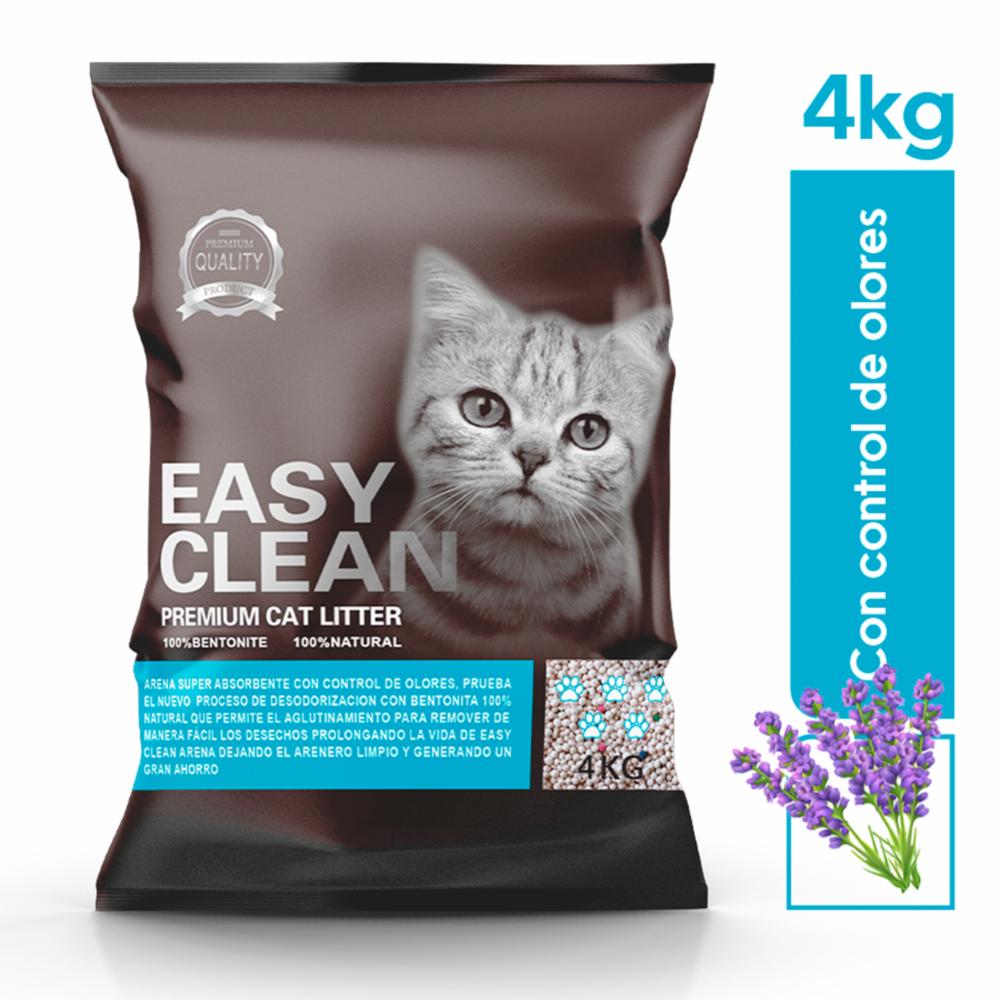 4kg
Con control de olores
PREMIUM
QUALITY
PRODUCT
EASY
CLEAN
PREMIUM CAT LITTER
100%BENTONITE 100%NATURAL
ARENA SUPER ABSORBENTE CON CONTROL DE OLORES, PRUEBA
EL NUEVO PROCESO DE DESODORIZACION CON BENTONITA 100%
NATURAL QUE PERMITE EL AGLUTINAMIENTO PARA REMOVER DE
MANERA FÁCIL LOS DESECHOS PROLONGANDO LA VIDA DE EASY
CLEAN ARENA DEJANDO EL ARENERO LIMPIO Y GENERANDO UN
GRAN AHORRO
4KG